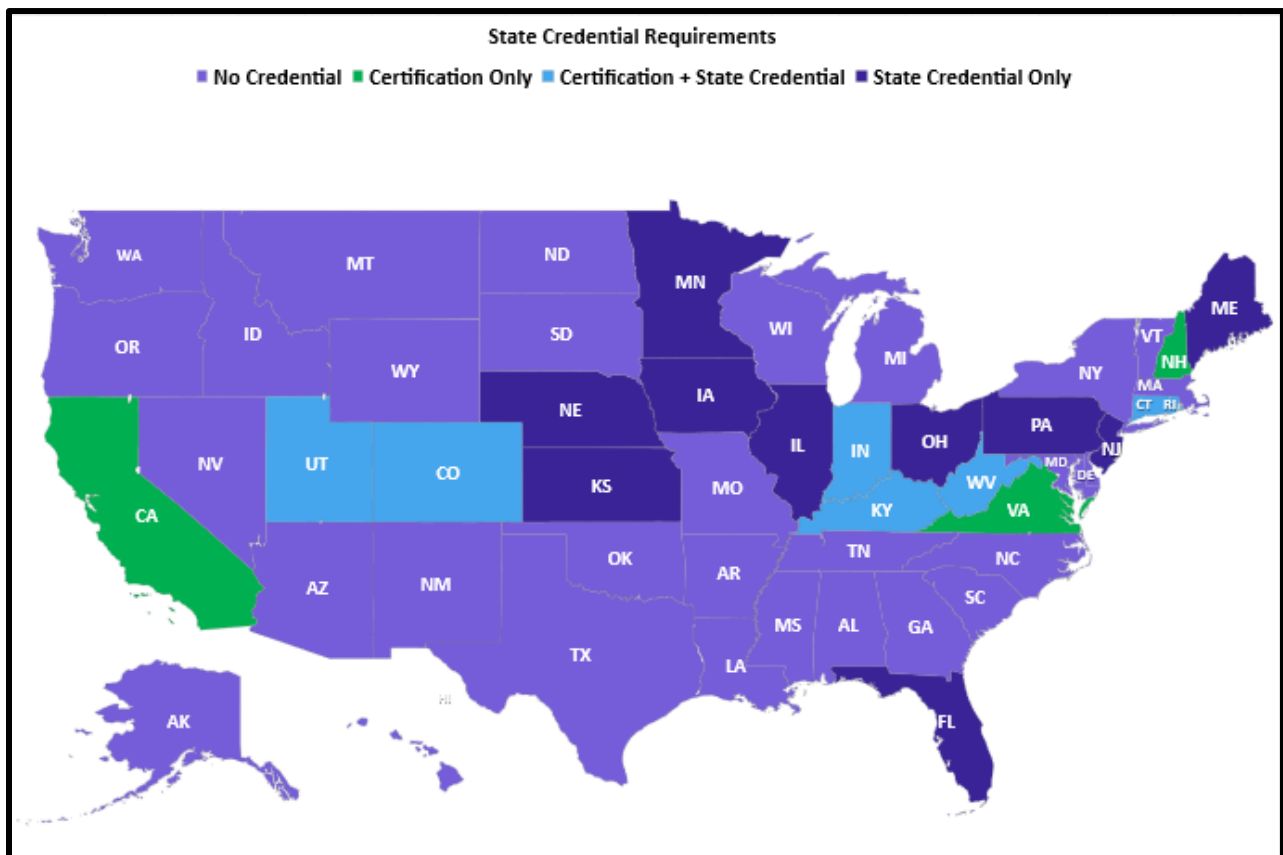 State Credential Requirements
No Credential Certification Only Certification + State Credential State Credential Only
WA MT ND MN ME
OR ID SD WI MI VT NH
WY NY MA
NE IA CT RI
NV UT CO KS IL IN OH PA NJ
CA MO KY WV MD DE
VA
AZ NM OK AR TN NC
TX LA MS AL GA SC
AK HI FL